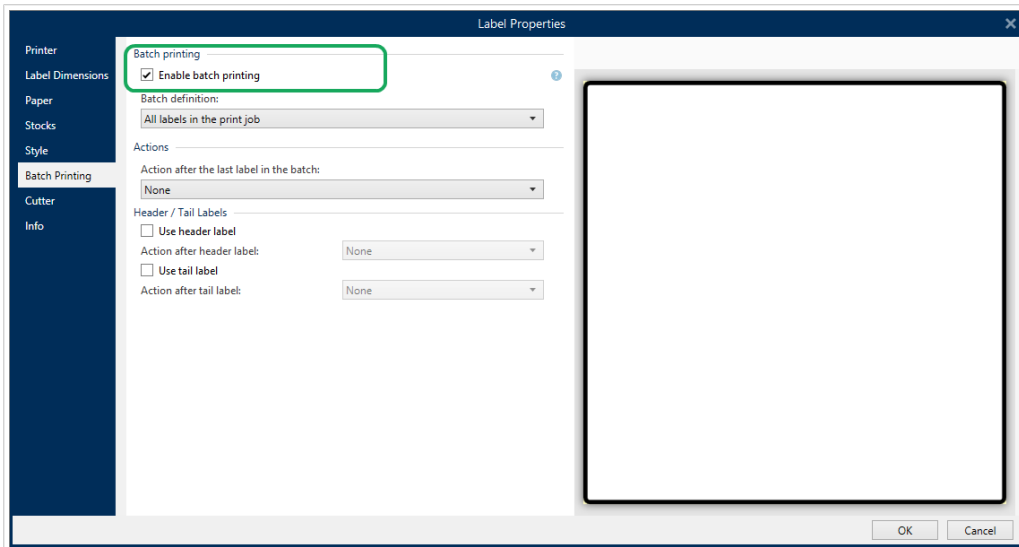 Label Properties
Printer
Label Dimensions
Paper
Stocks
Style
Batch Printing
Cutter
Info
Batch printing
Enable batch printing
?
Batch definition:
All labels in the print job
Actions
Action after the last label in the batch:
None
Header / Tail Labels
Use header label
Action after header label: None
Use tail label
Action after tail label: None
OK Cancel